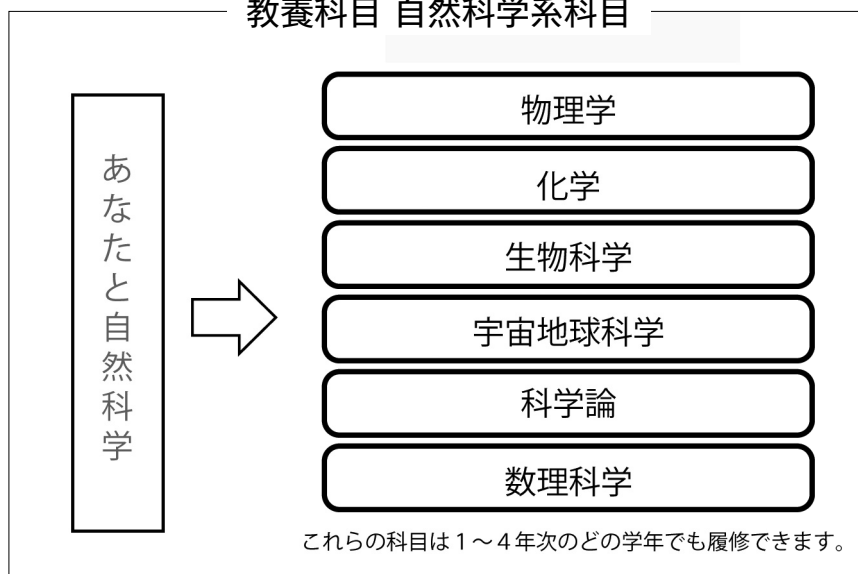 教養科目 自然科学系科目
あなたと自然科学
物理学
化学
生物科学
宇宙地球科学
科学論
数理科学
これらの科目は1～4年次のどの学年でも履修できます。